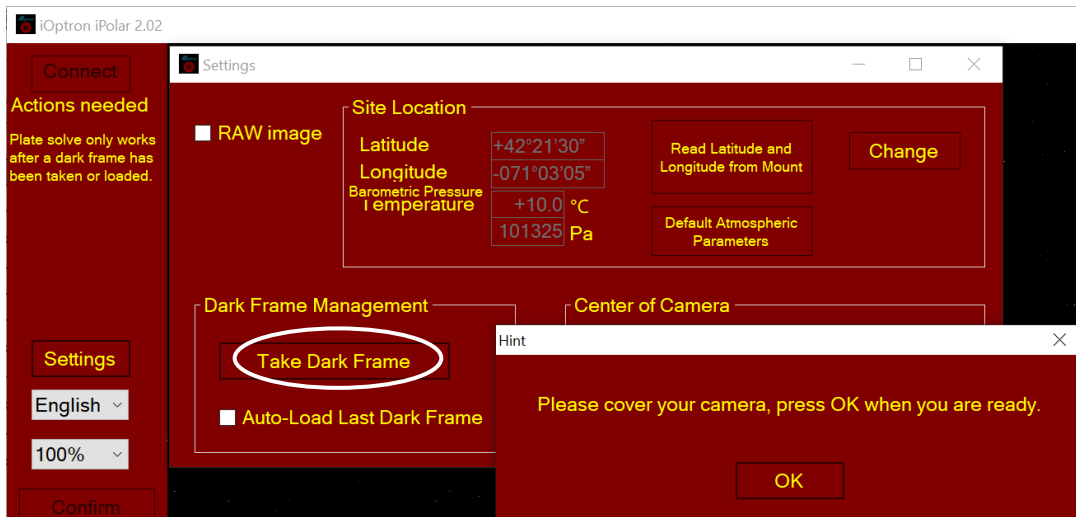 iOptron iPolar 2.02
Connect
Actions needed
Plate solve only works
after a dark frame has
been taken or loaded.
Settings
English
100%
Confirm
Settings
RAW image
Site Location
Latitude
+42°21'30"
Longitude
-071°03'05"
Barometric Pressure
Temperature
+10.0 °C
101325 Pa
Read Latitude and
Longitude from Mount
Default Atmospheric
Parameters
Change
Dark Frame Management
Take Dark Frame
Auto-Load Last Dark Frame
Center of Camera
Hint
Please cover your camera, press OK when you are ready.
OK